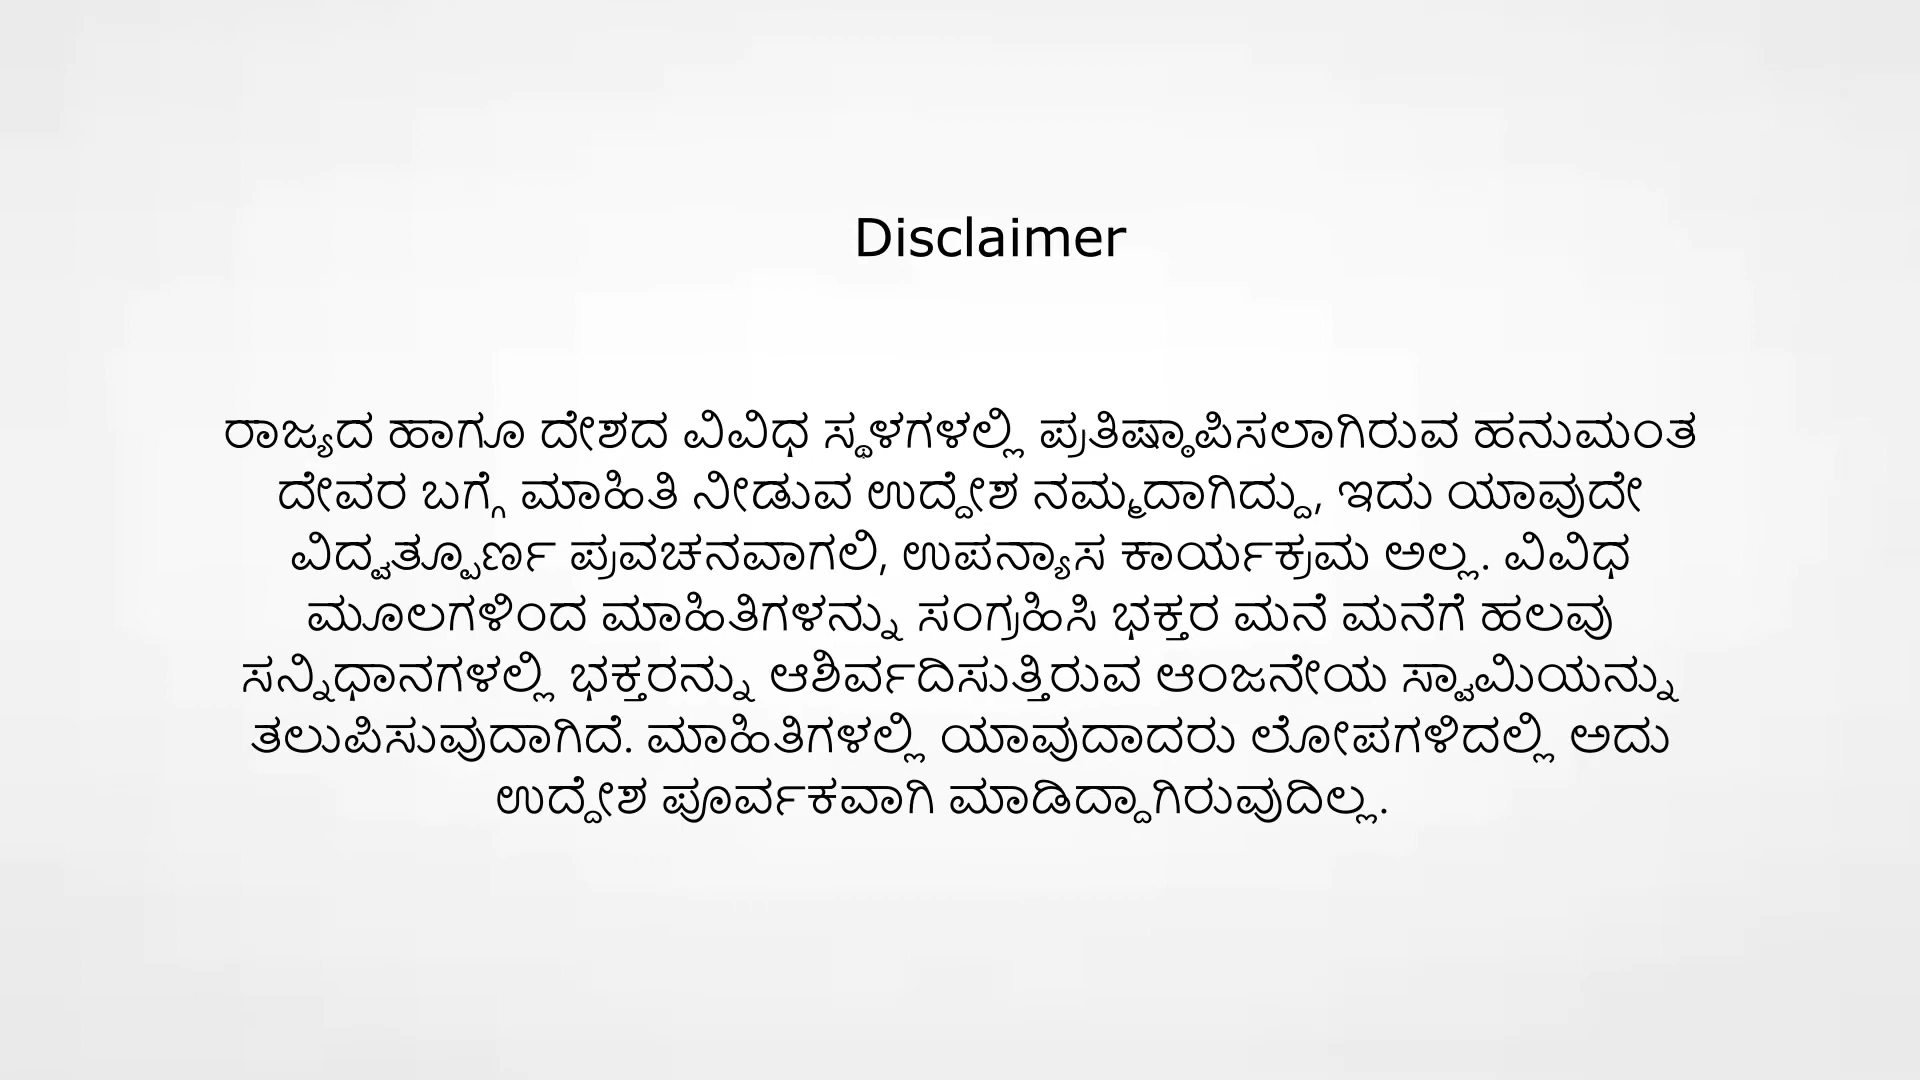 Disclaimer
ರಾಜ್ಯದ ಹಾಗೂ ದೇಶದ ವಿವಿಧ ಸ್ಥಳಗಳಲ್ಲಿ ಪ್ರತಿಷ್ಠಾಪಿಸಲಾಗಿರುವ ಹನುಮಂತ
ದೇವರ ಬಗ್ಗೆ ಮಾಹಿತಿ ನೀಡುವ ಉದ್ದೇಶ ನಮ್ಮದಾಗಿದ್ದು, ಇದು ಯಾವುದೇ
ವಿದ್ವತ್ಪೂರ್ಣ ಪ್ರವಚನವಾಗಲಿ, ಉಪನ್ಯಾಸ ಕಾರ್ಯಕ್ರಮ ಅಲ್ಲ. ವಿವಿಧ
ಮೂಲಗಳಿಂದ ಮಾಹಿತಿಗಳನ್ನು ಸಂಗ್ರಹಿಸಿ ಭಕ್ತರ ಮನೆ ಮನೆಗೆ ಹಲವು
ಸನ್ನಿಧಾನಗಳಲ್ಲಿ ಭಕ್ತರನ್ನು ಆಶಿರ್ವದಿಸುತ್ತಿರುವ ಆಂಜನೇಯ ಸ್ವಾಮಿಯನ್ನು
ತಲುಪಿಸುವುದಾಗಿದೆ. ಮಾಹಿತಿಗಳಲ್ಲಿ ಯಾವುದಾದರು ಲೋಪಗಳಿದಲ್ಲಿ ಅದು
ಉದ್ದೇಶ ಪೂರ್ವಕವಾಗಿ ಮಾಡಿದ್ದಾಗಿರುವುದಿಲ್ಲ.